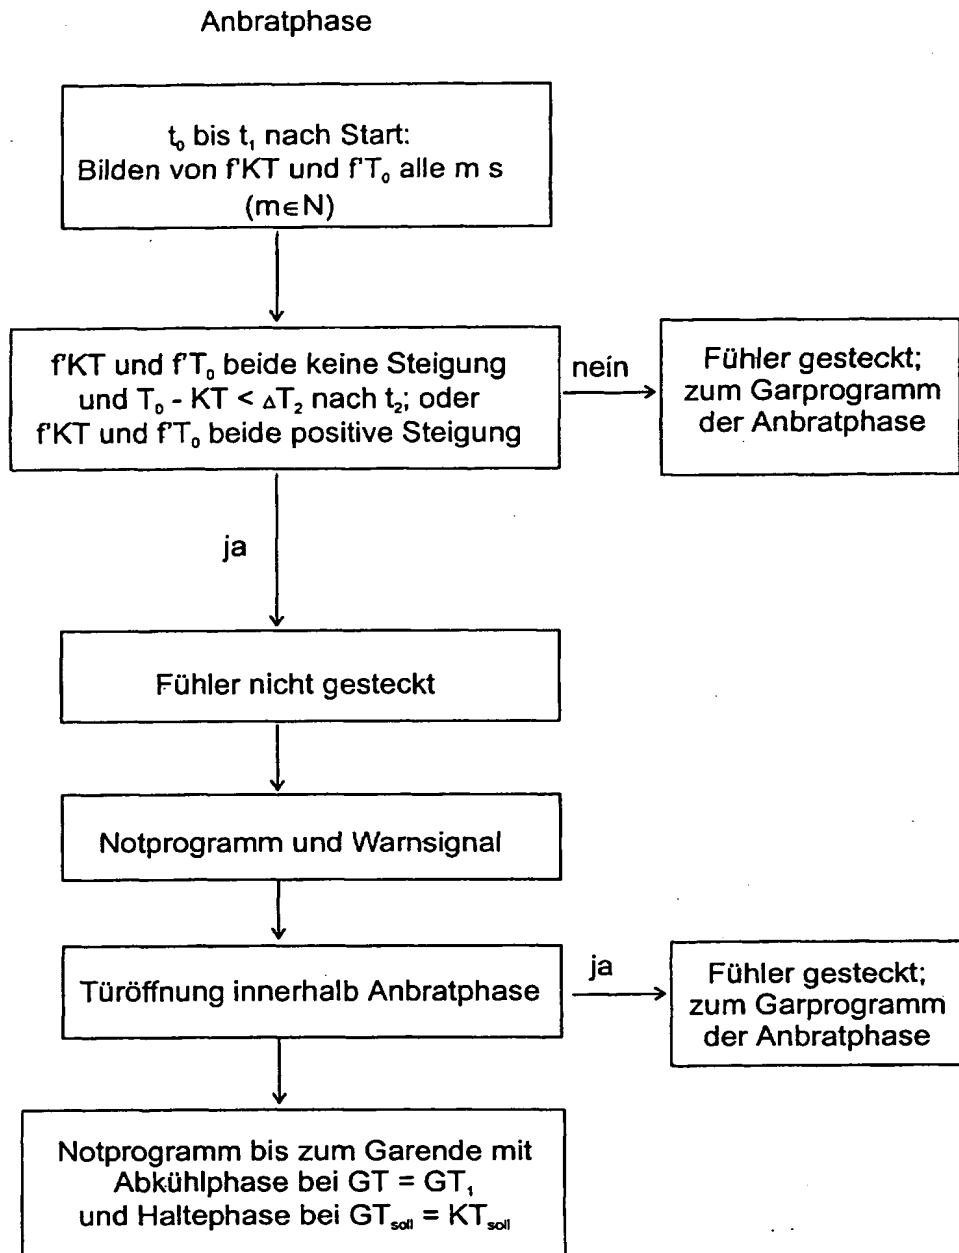 Anbratphase
t₀ bis t₁ nach Start:
Bilden von f'KT und f'T₀ alle m s
(m∈N)
f'KT und f'T₀ beide keine Steigung
und T₀ - KT < ΔT₂ nach t₂; oder
f'KT und f'T₀ beide positive Steigung
nein
Fühler gesteckt;
zum Garprogramm
der Anbratphase
ja
Fühler nicht gesteckt
Notprogramm und Warnsignal
Türöffnung innerhalb Anbratphase
ja
Fühler gesteckt;
zum Garprogramm
der Anbratphase
Notprogramm bis zum Garende mit
Abkühlphase bei GT = GT₁
und Haltephase bei GTsoll = KTsoll